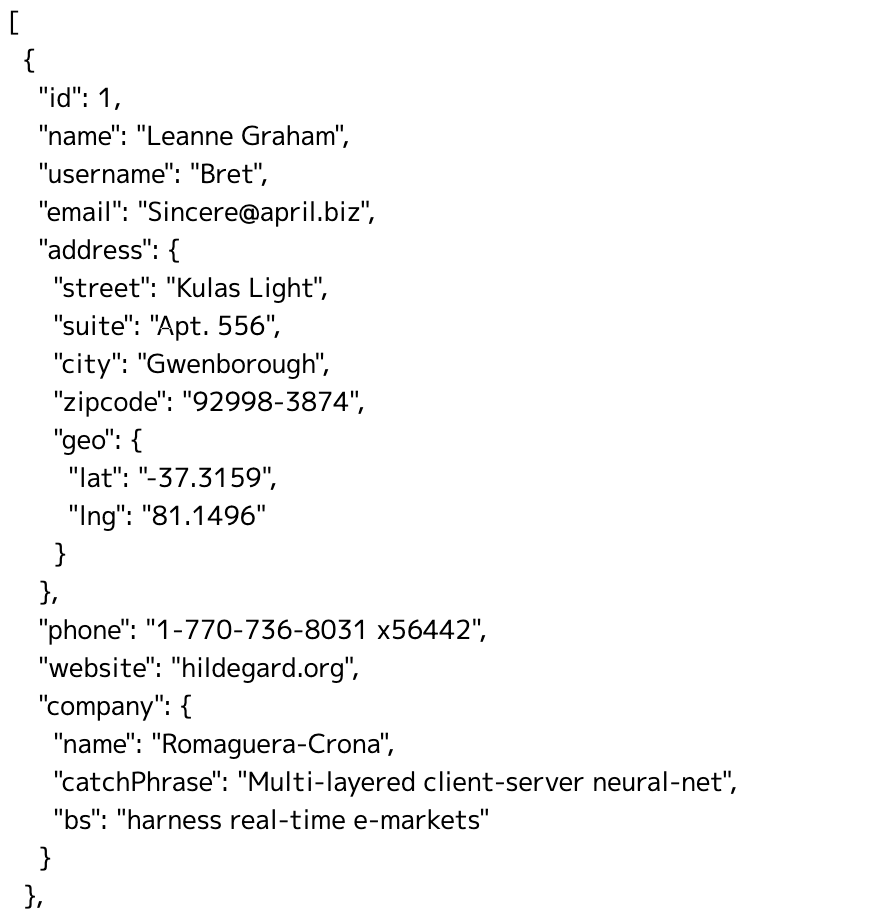 [
  {
    "id": 1,
    "name": "Leanne Graham",
    "username": "Bret",
    "email": "Sincere@april.biz",
    "address": {
      "street": "Kulas Light",
      "suite": "Apt. 556",
      "city": "Gwenborough",
      "zipcode": "92998-3874",
      "geo": {
        "lat": "-37.3159",
        "lng": "81.1496"
      }
    },
    "phone": "1-770-736-8031 x56442",
    "website": "hildegard.org",
    "company": {
      "name": "Romaguera-Crona",
      "catchPhrase": "Multi-layered client-server neural-net",
      "bs": "harness real-time e-markets"
    }
  },